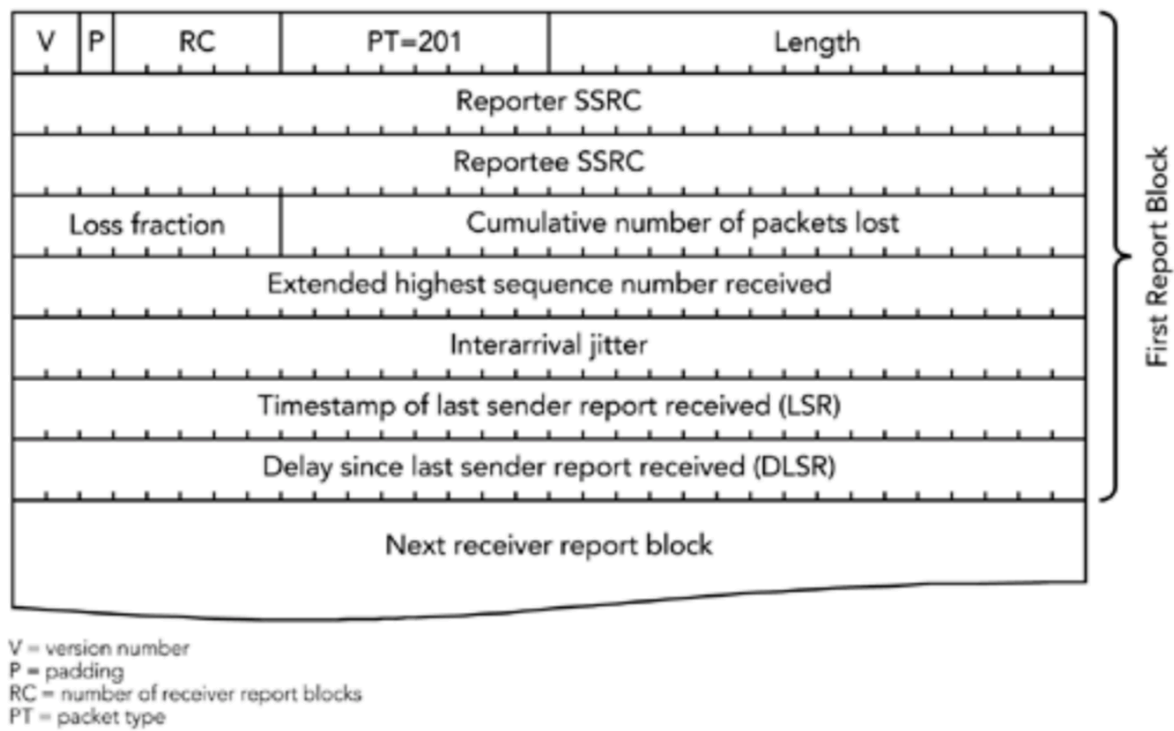 V P RC PT=201 Length
Reporter SSRC
Reportee SSRC
Loss fraction Cumulative number of packets lost
Extended highest sequence number received
Interarrival jitter
Timestamp of last sender report received (LSR)
Delay since last sender report received (DLSR)
Next receiver report block
First Report Block
V = version number
P = padding
RC = number of receiver report blocks
PT = packet type